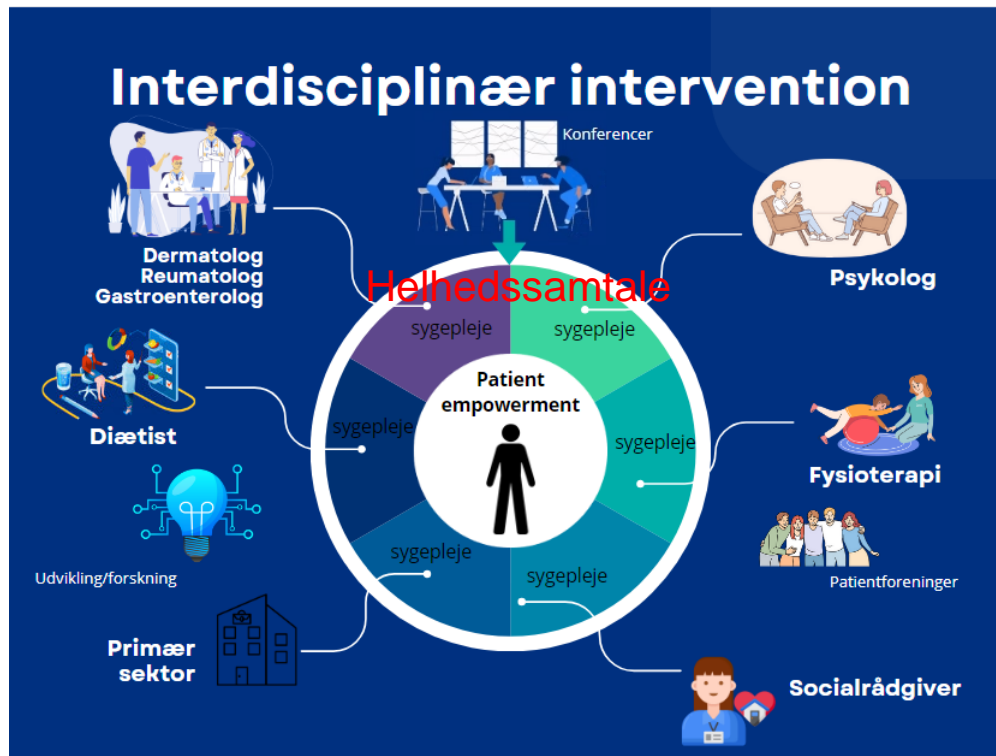 Interdisciplinær intervention
Konferencer
Dermatolog
Reumatolog
Gastroenterolog
Psykolog
Helhedssamtale
sygepleje
sygepleje
Patient
empowerment
Diætist
sygepleje
sygepleje
Fysioterapi
Udvikling/forskning
sygepleje
sygepleje
Patientforeninger
Primær
sektor
Socialrådgiver